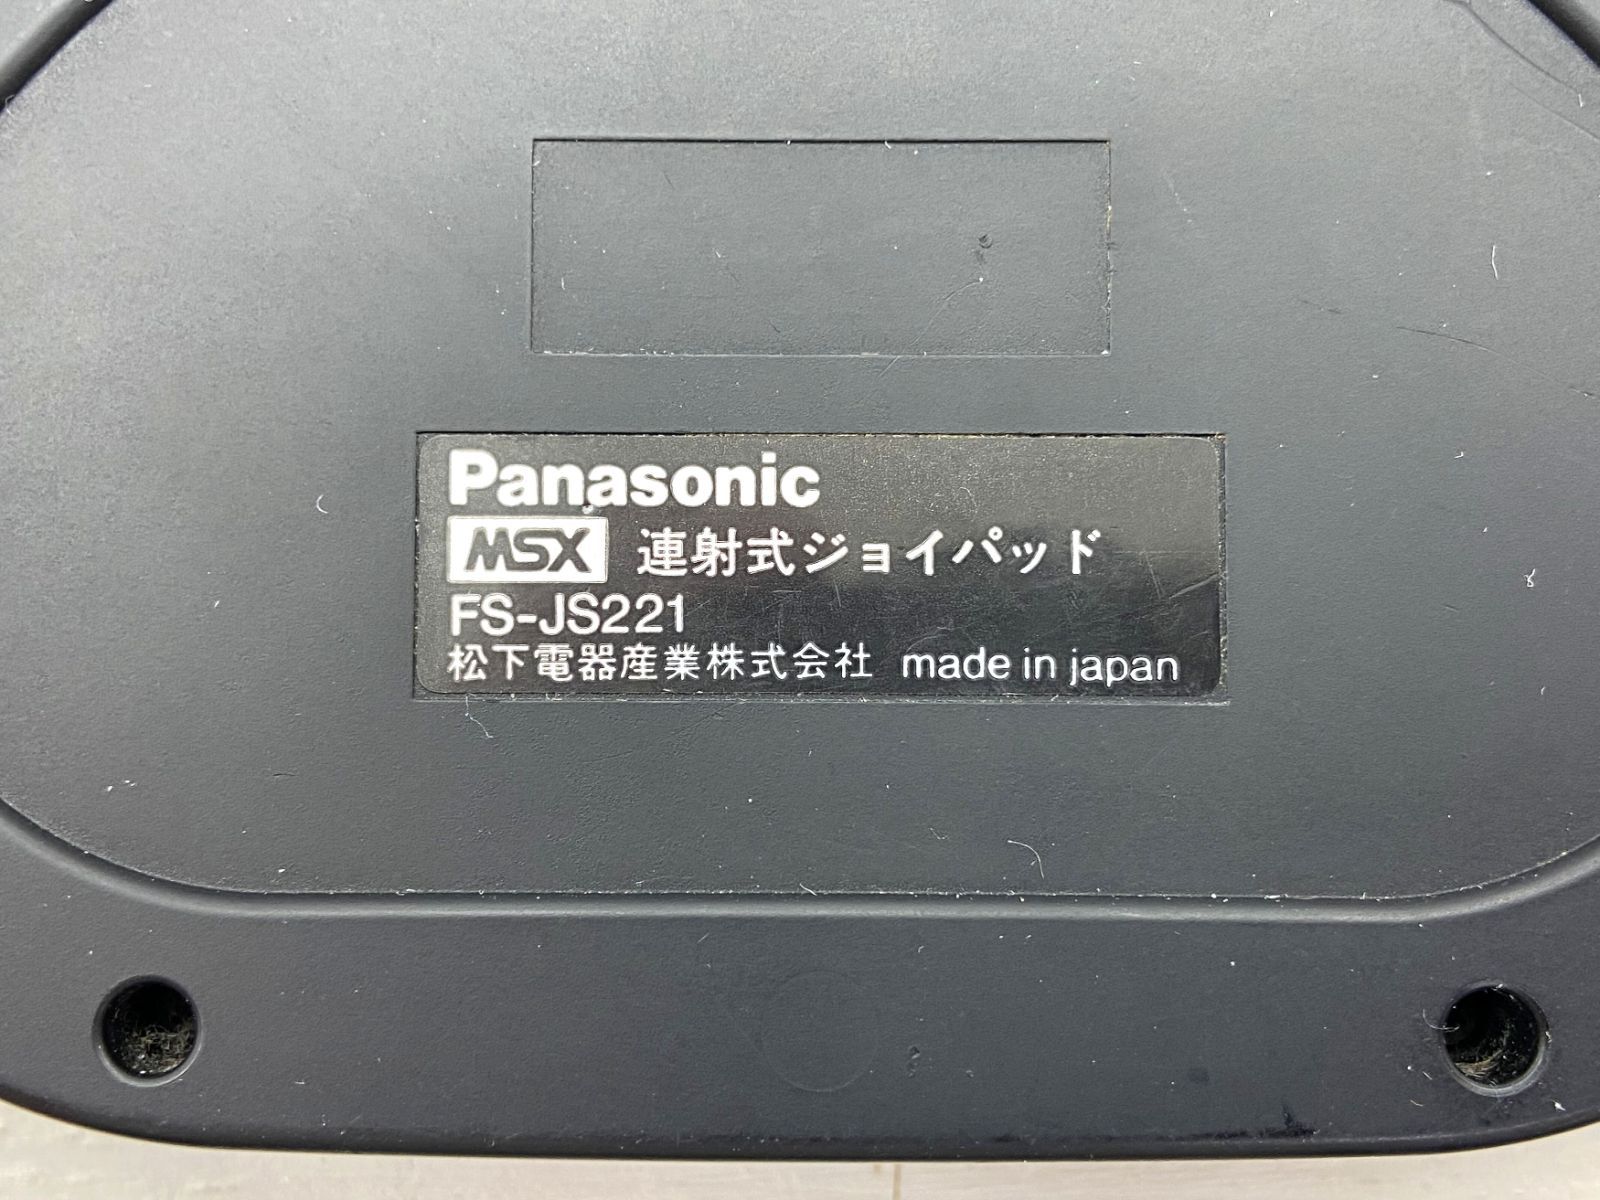 Panasonic
MSX 連射式ジョイパッド
FS-JS221
松下電器産業株式会社 made in japan